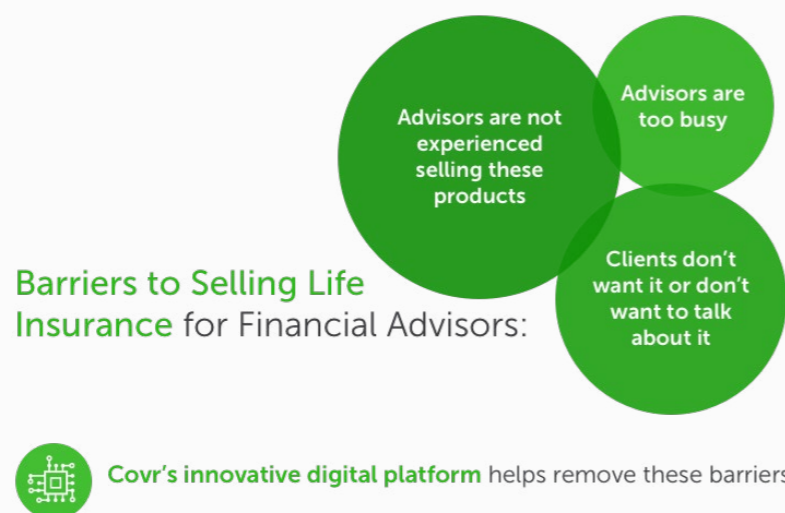 Advisors are not
experienced
selling these
products
Advisors are
too busy
Clients don’t
want it or don’t
want to talk
about it
Barriers to Selling Life
Insurance for Financial Advisors:
Covr’s innovative digital platform helps remove these barriers